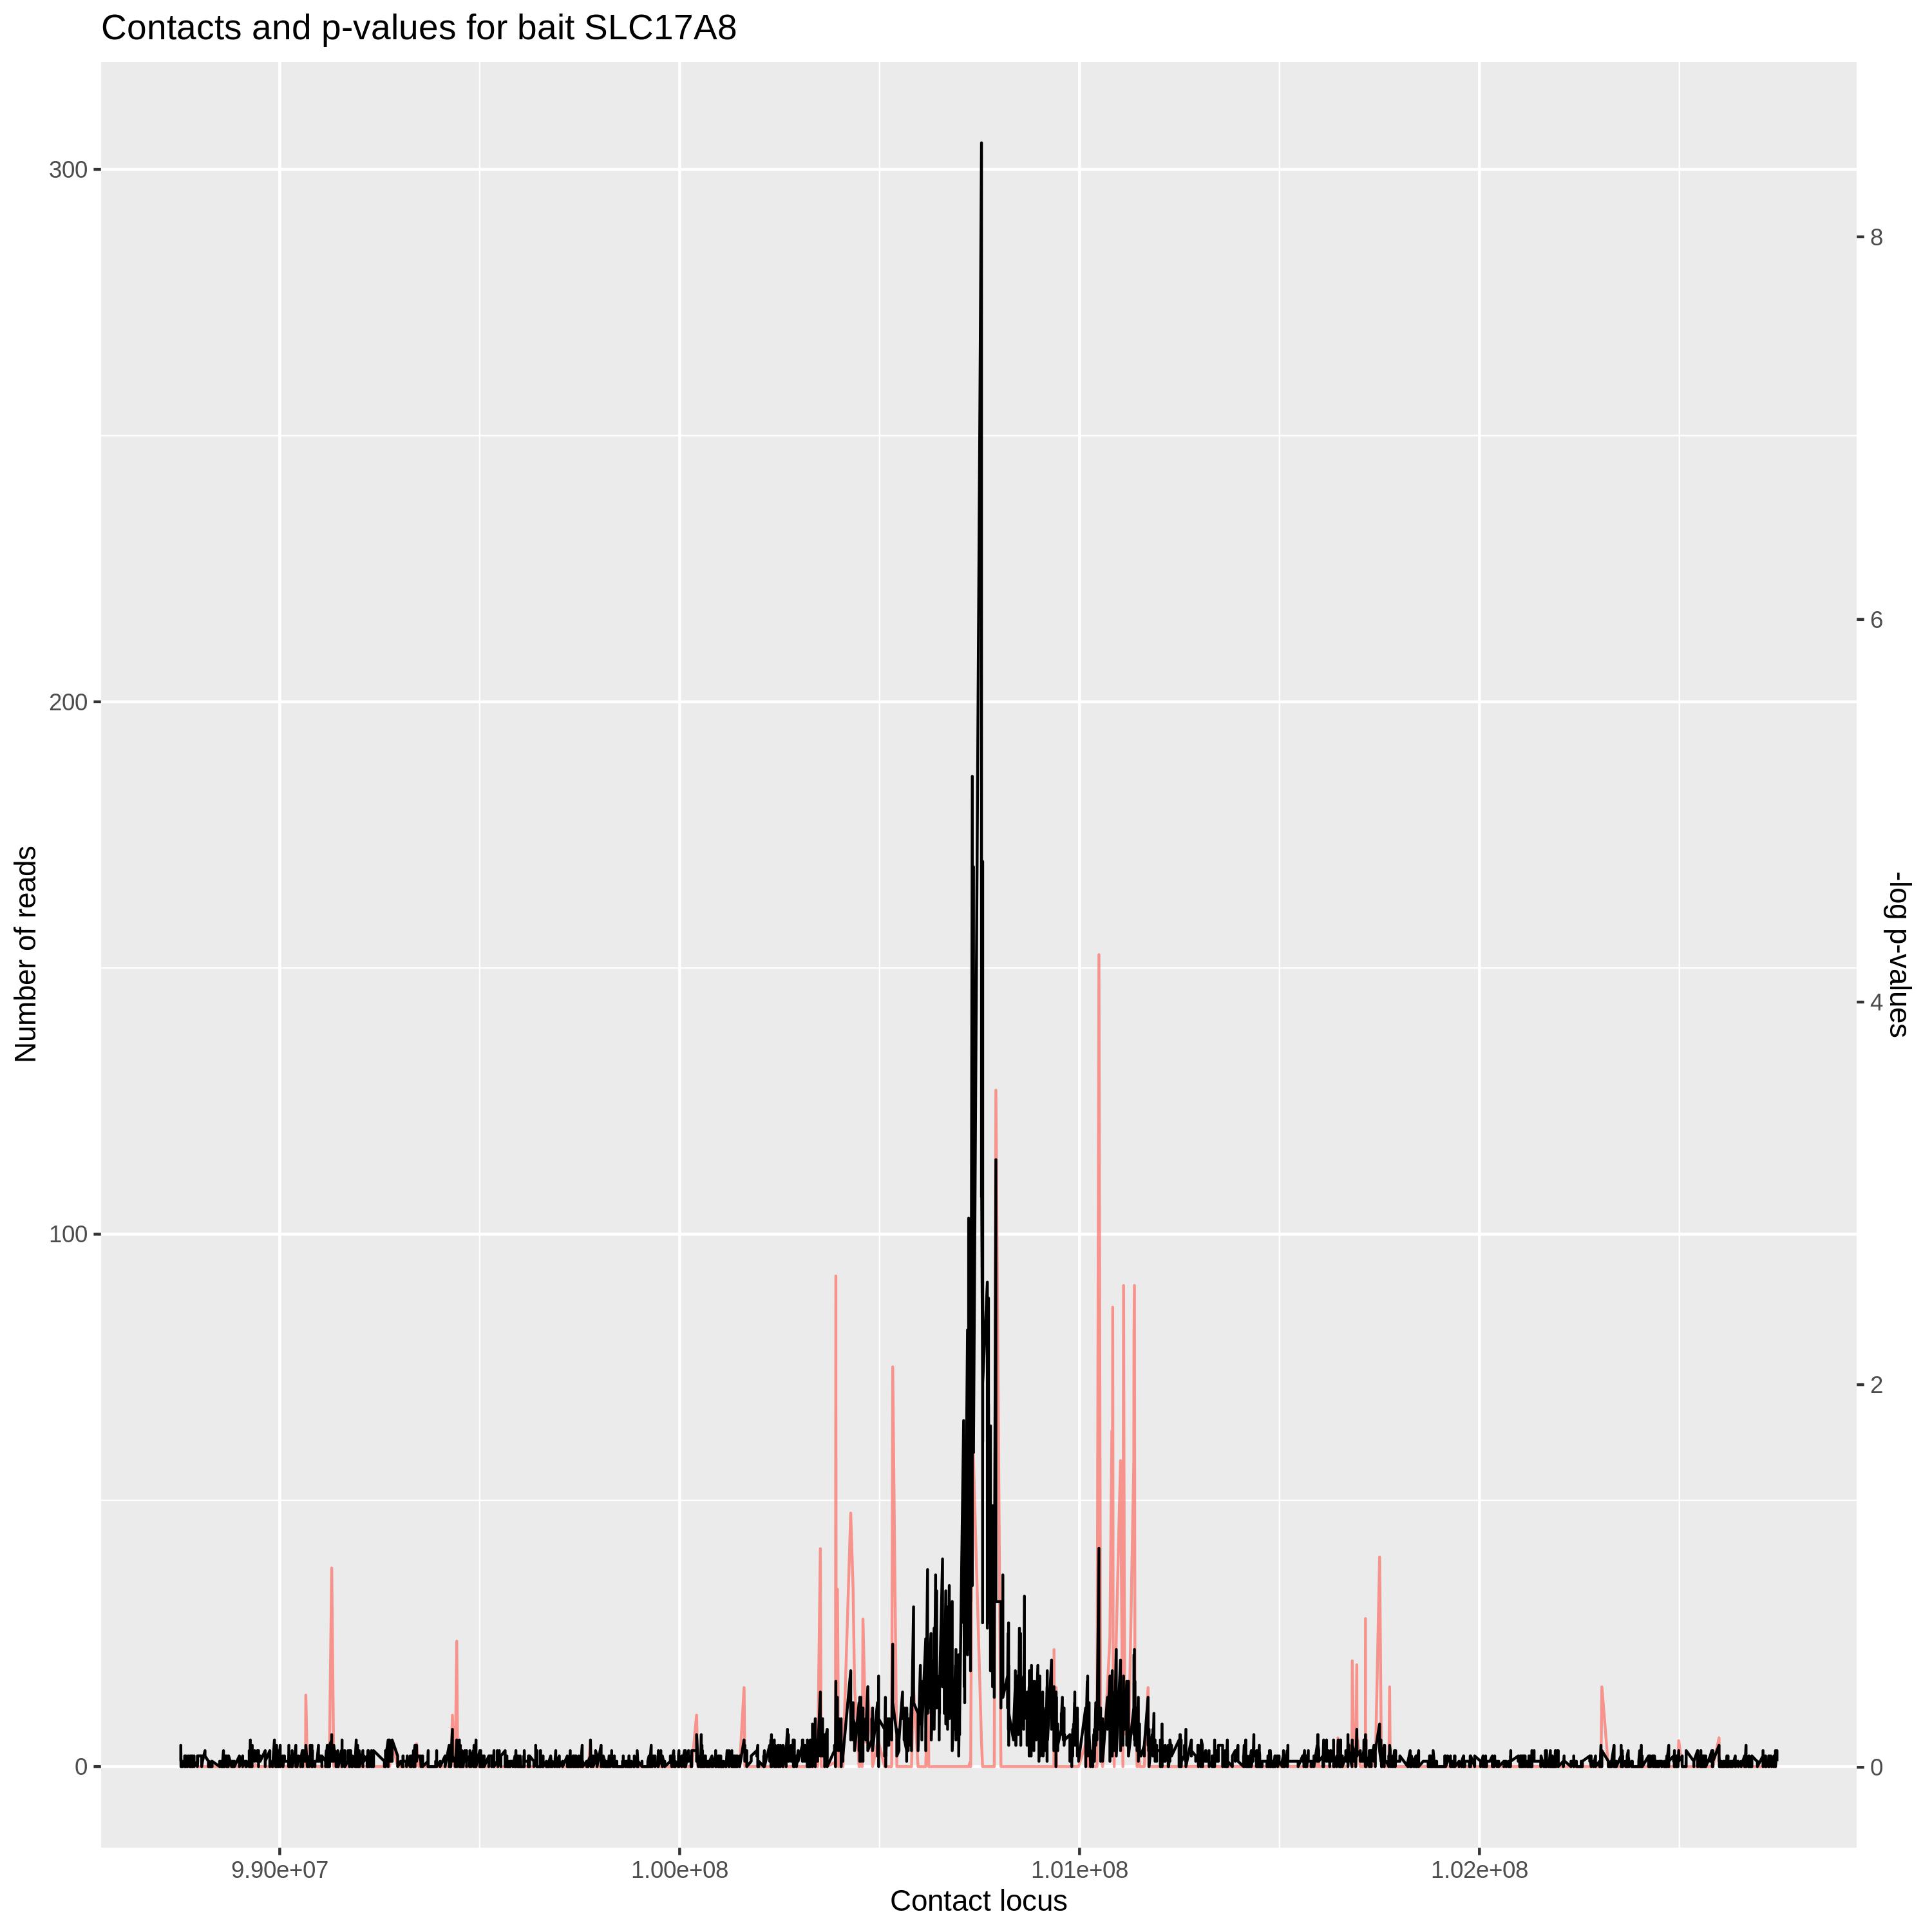 Contacts and p-values for bait SLC17A8
300
200
100
0
Number of reads
8
6
4
2
0
-log p-values
9.90e+07
1.00e+08
1.01e+08
1.02e+08
Contact locus